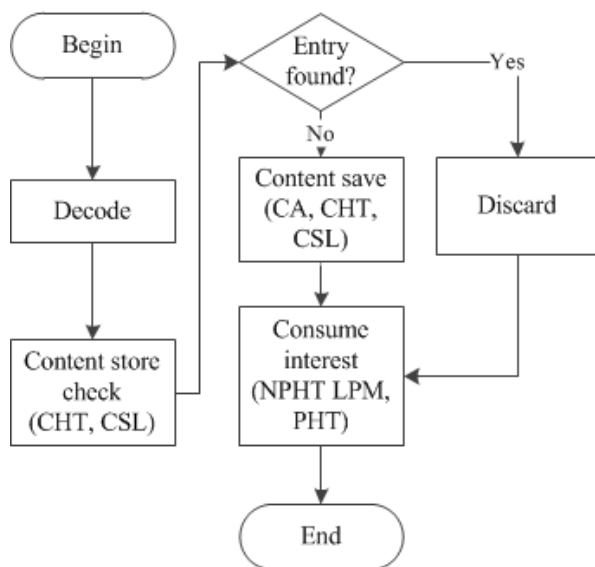 Begin
Decode
Content store
check
(CHT, CSL)
Entry
found?
Yes
No
Content save
(CA, CHT,
CSL)
Discard
Consume
interest
(NPHT LPM,
PHT)
End